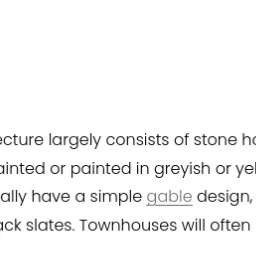 ecture largely consists of stone ho
ainted or painted in greyish or yel
ally have a simple gable design,
ack slates. Townhouses will often